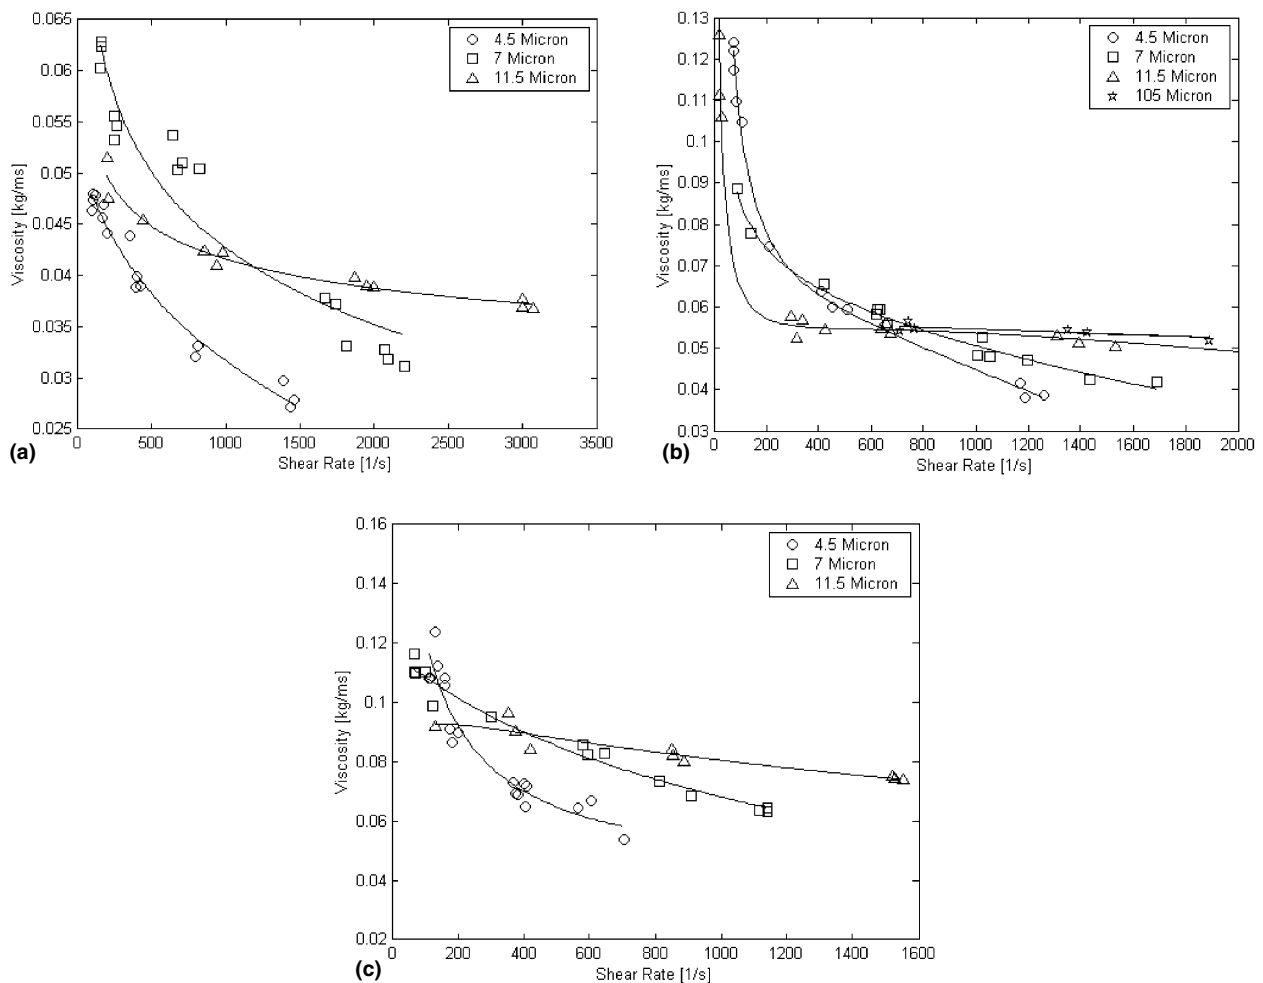 0.065
0.06
0.055
0.05
0.045
0.04
0.035
0.03
0.025
Viscosity [kg/ms]
4.5 Micron
7 Micron
11.5 Micron
0 500 1000 1500 2000 2500 3000 3500
Shear Rate [1/s]
(a)
0.13
0.12
0.11
0.1
0.09
0.08
0.07
0.06
0.05
0.04
0.03
Viscosity [kg/ms]
4.5 Micron
7 Micron
11.5 Micron
105 Micron
0 200 400 600 800 1000 1200 1400 1600 1800 2000
Shear Rate [1/s]
(b)
0.16
0.14
0.12
0.1
0.08
0.06
0.04
0.02
Viscosity [kg/ms]
4.5 Micron
7 Micron
11.5 Micron
0 200 400 600 800 1000 1200 1400 1600
Shear Rate [1/s]
(c)